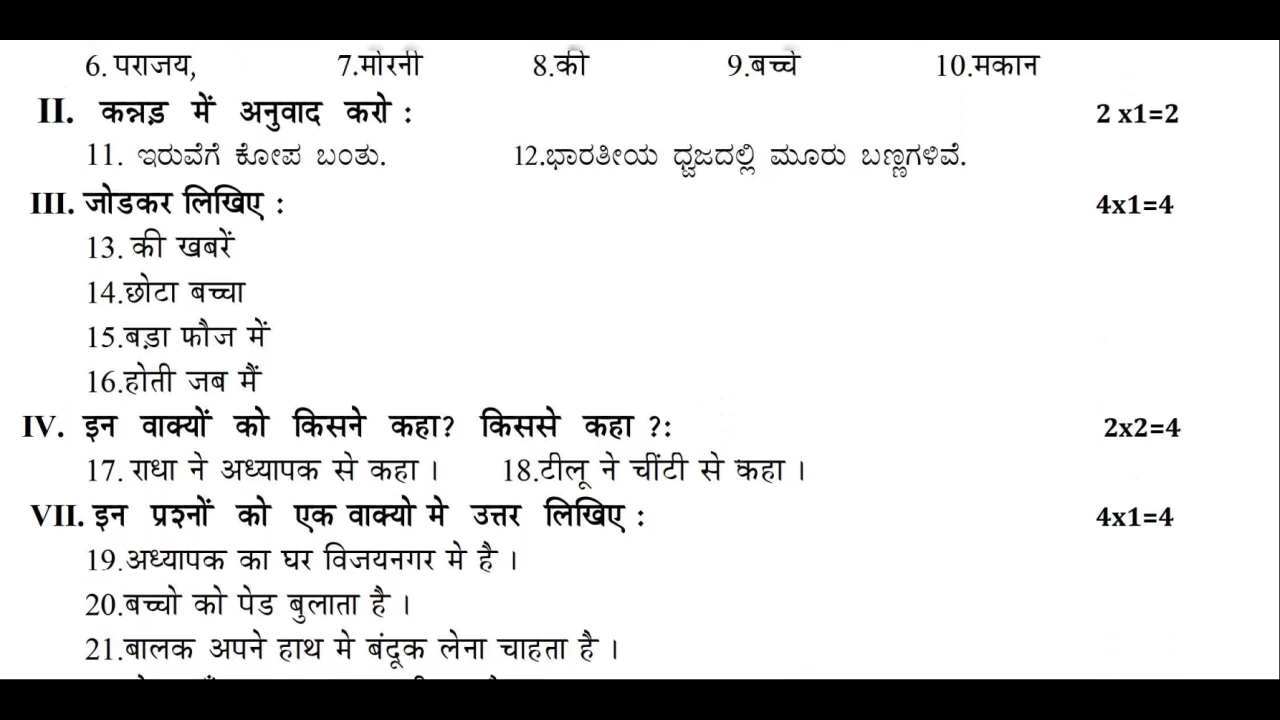 6. पराजय, 7.मोरनी 8.की 9.बच्चे 10.मकान
II. कन्नड़ में अनुवाद करो : 2 x1=2
11. ಇರುವೆಗೆ ಕೋಪ ಬಂತು. 12.ಭಾರತೀಯ ಧ್ವಜದಲ್ಲಿ ಮೂರು ಬಣ್ಣಗಳಿವೆ.
III. जोडकर लिखिए : 4x1=4
13. की खबरें
14.छोटा बच्चा
15.बड़ा फौज में
16.होती जब मैं
IV. इन वाक्यों को किसने कहा? किससे कहा ?: 2x2=4
17. राधा ने अध्यापक से कहा । 18.टीलू ने चींटी से कहा ।
VII. इन प्रश्नों को एक वाक्यो मे उत्तर लिखिए : 4x1=4
19.अध्यापक का घर विजयनगर मे है ।
20.बच्चो को पेड बुलाता है ।
21.बालक अपने हाथ मे बंदूक लेना चाहता है ।